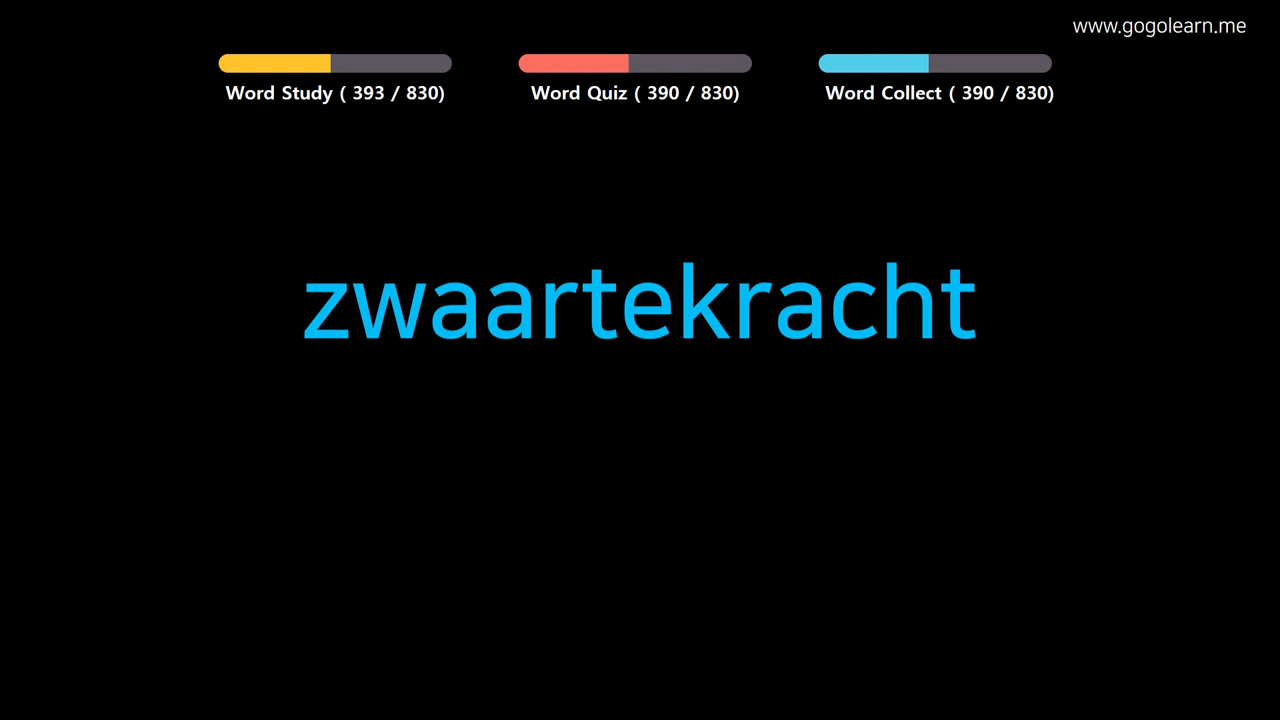 www.gogolearn.me
Word Study ( 393 / 830)
Word Quiz ( 390 / 830)
Word Collect ( 390 / 830)
zwaartekracht